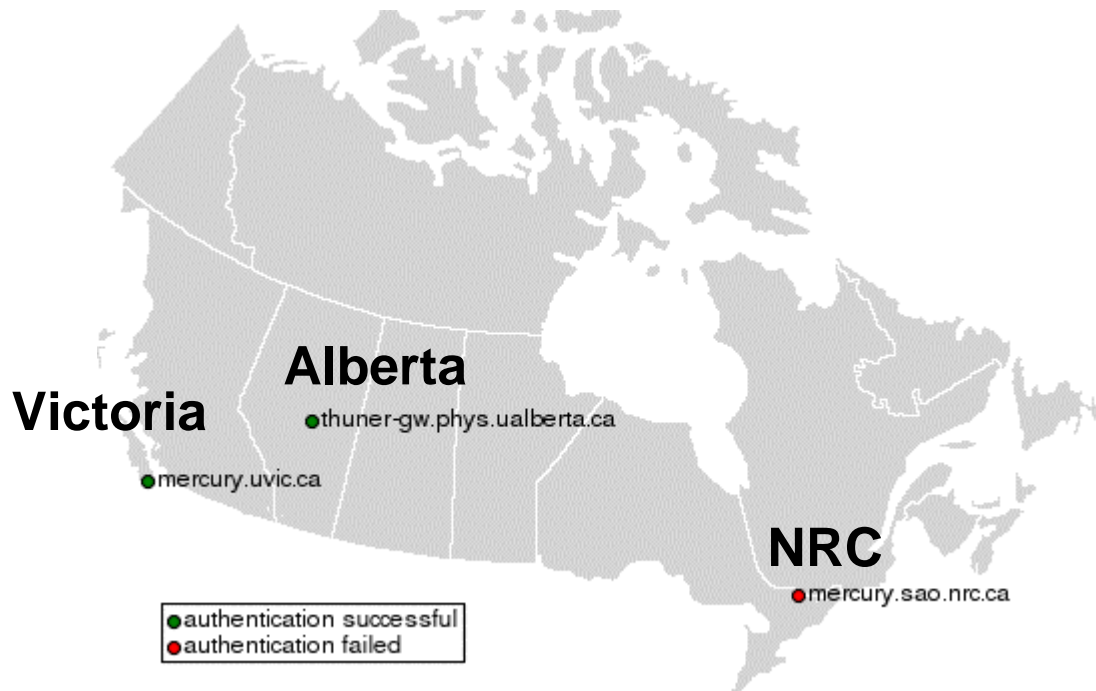 Alberta
Victoria
thuner-gw.phys.ualberta.ca
mercury.uvic.ca
NRC
mercury.sao.nrc.ca
authentication successful
authentication failed